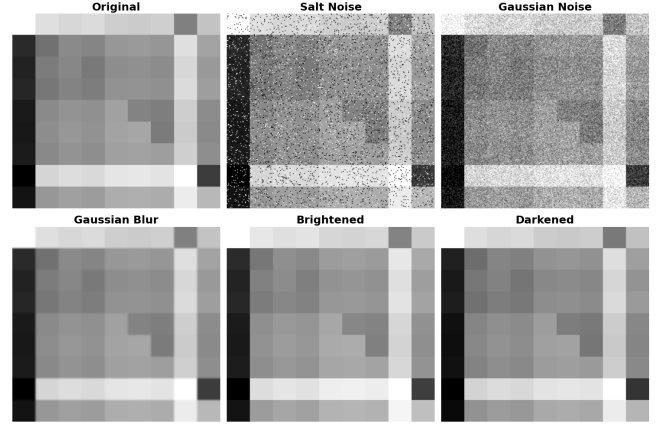 Original
Salt Noise
Gaussian Noise
Gaussian Blur
Brightened
Darkened